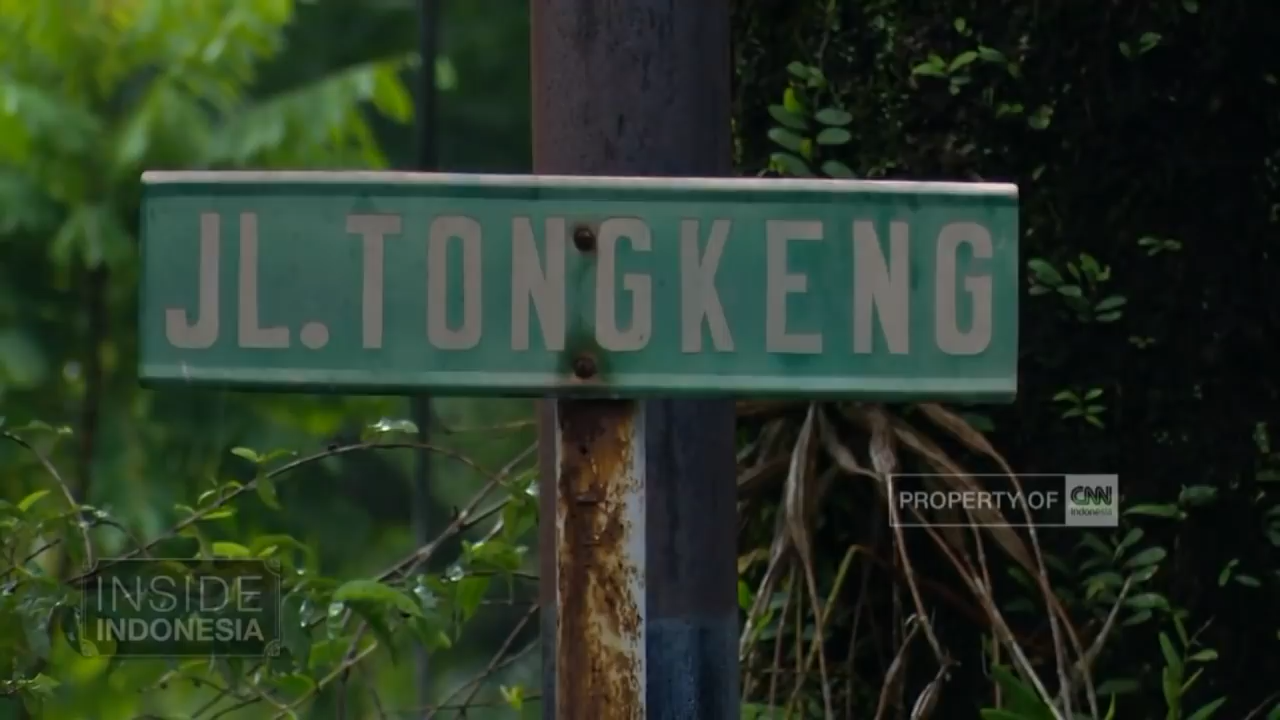 JL.TONGKENG
PROPERTY OF CNN Indonesia
INSIDE
INDONESIA